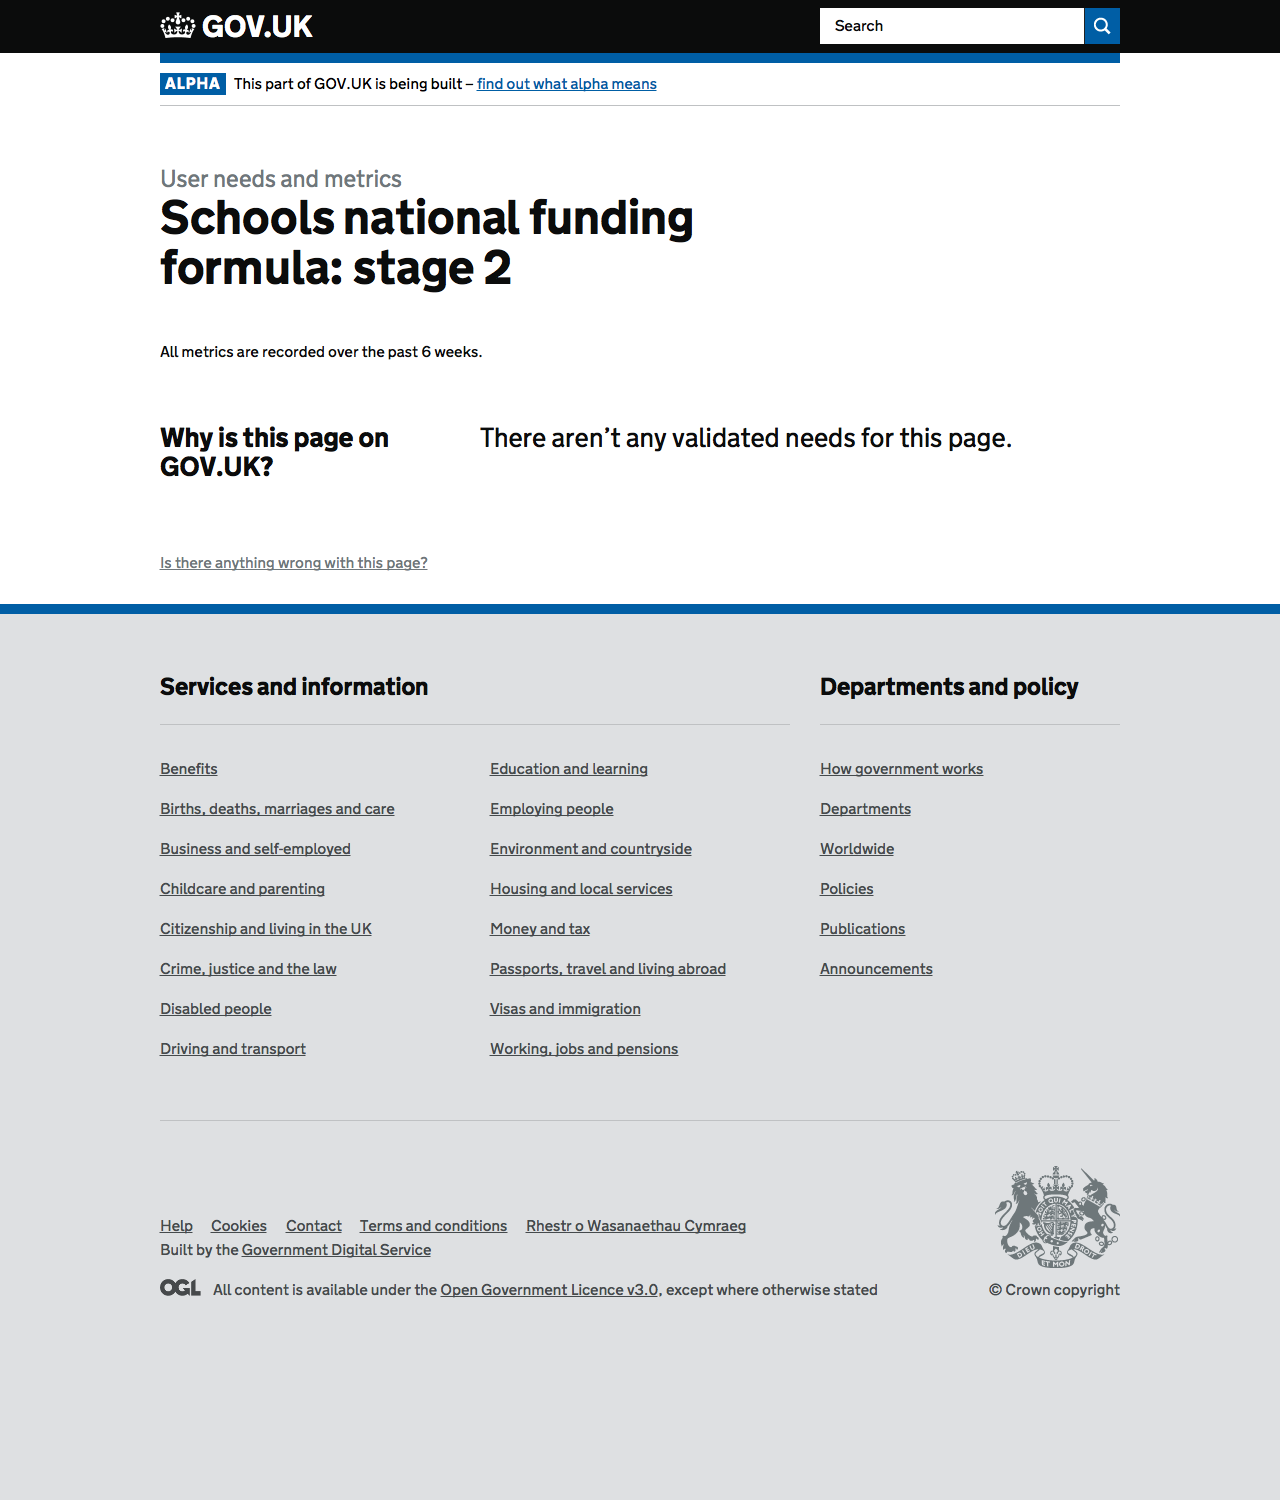 GOV.UK
Search
ALPHA This part of GOV.UK is being built – find out what alpha means
User needs and metrics
Schools national funding
formula: stage 2
All metrics are recorded over the past 6 weeks.
Why is this page on
GOV.UK?
There aren’t any validated needs for this page.
Is there anything wrong with this page?
Services and information
Benefits
Births, deaths, marriages and care
Business and self-employed
Childcare and parenting
Citizenship and living in the UK
Crime, justice and the law
Disabled people
Driving and transport
Education and learning
Employing people
Environment and countryside
Housing and local services
Money and tax
Passports, travel and living abroad
Visas and immigration
Working, jobs and pensions
Departments and policy
How government works
Departments
Worldwide
Policies
Publications
Announcements
Help Cookies Contact Terms and conditions Rhestr o Wasanaethau Cymraeg
Built by the Government Digital Service
OGL All content is available under the Open Government Licence v3.0, except where otherwise stated
DIEU ET MON DROIT
© Crown copyright